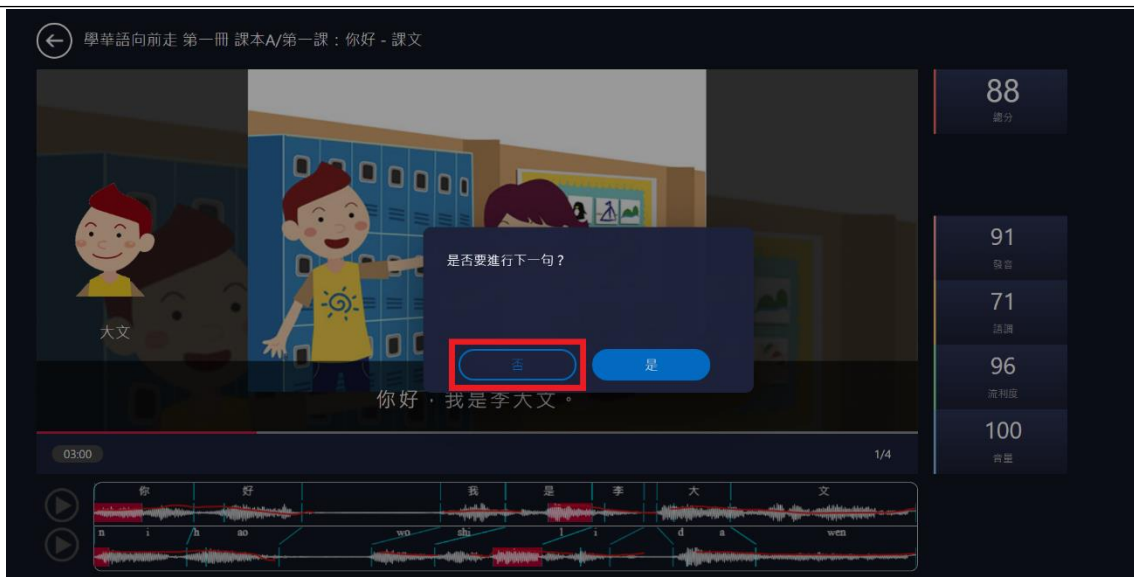 學華語向前走 第一冊 課本A/第一課：你好 - 課文
88
總分
是否要進行下一句？
否
是
大文
你好，我是李大文。
03:00
1/4
91
發音
71
語調
96
流利度
100
音量
你 好 我 是 李 大 文
n i h ao wo shi l i d a wen